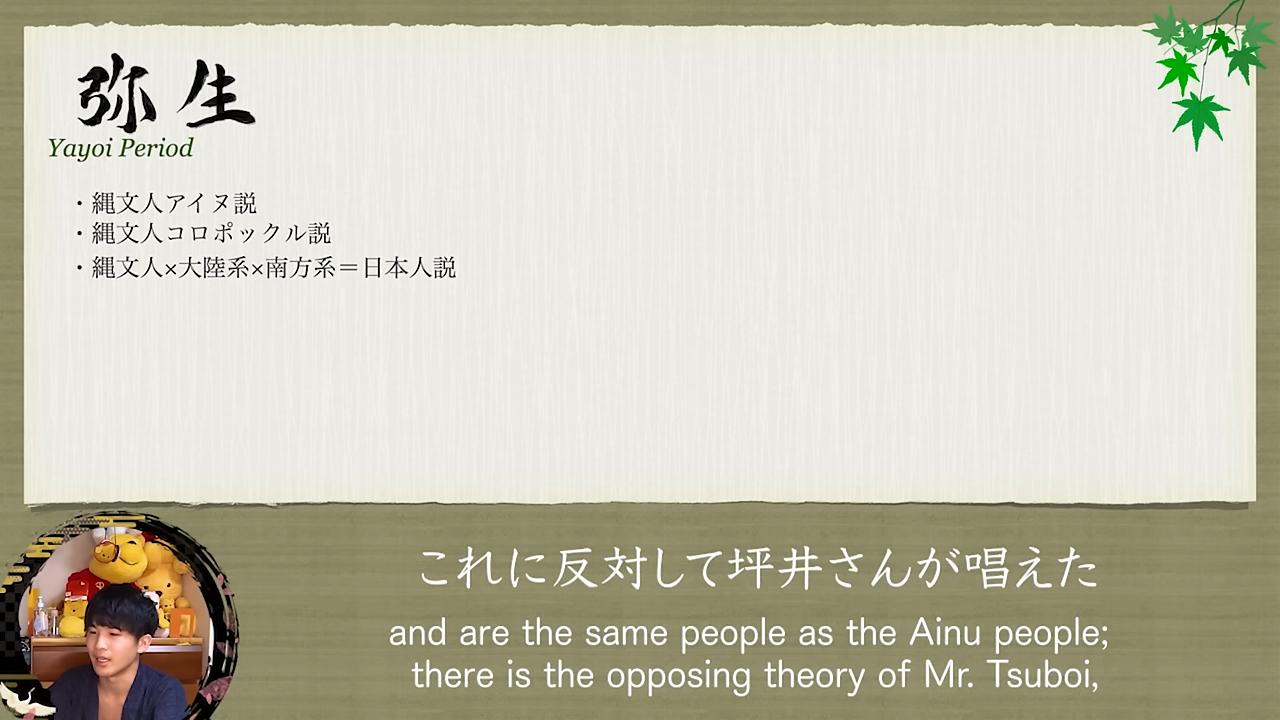 弥生
Yayoi Period
・縄文人アイヌ説
・縄文人コロポックル説
・縄文人×大陸系×南方系＝日本人説
これに反対して坪井さんが唱えた
and are the same people as the Ainu people;
there is the opposing theory of Mr. Tsuboi,